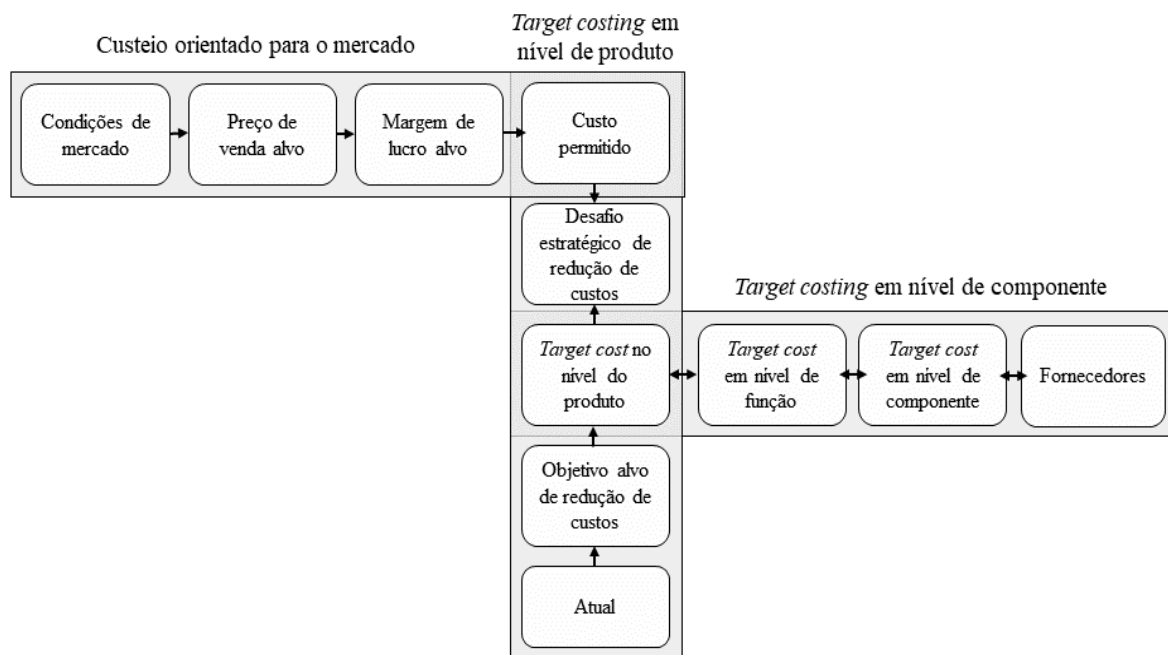 Custeio orientado para o mercado
Target costing em
nível de produto
Condições de
mercado
Preço de
venda alvo
Margem de
lucro alvo
Custo
permitido
Desafio
estratégico de
redução de
custos
Target costing em nível de componente
Target cost no
nível do
produto
Target cost
em nível de
função
Target cost
em nível de
componente
Fornecedores
Objetivo alvo
de redução de
custos
Atual